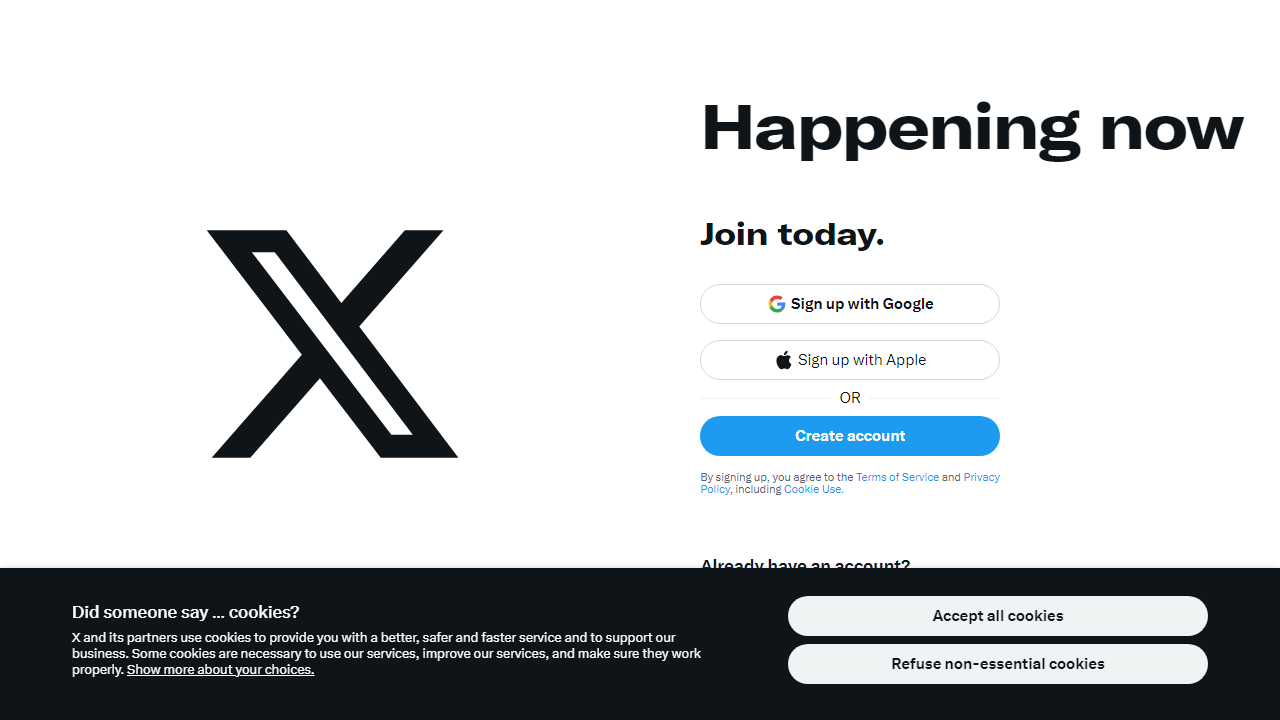 Happening now
Join today.
Sign up with Google
Sign up with Apple
OR
Create account
By signing up, you agree to the Terms of Service and Privacy
Policy, including Cookie Use.
Already have an account?
Did someone say … cookies?
X and its partners use cookies to provide you with a better, safer and faster service and to support our
business. Some cookies are necessary to use our services, improve our services, and make sure they work
properly. Show more about your choices.
Accept all cookies
Refuse non-essential cookies